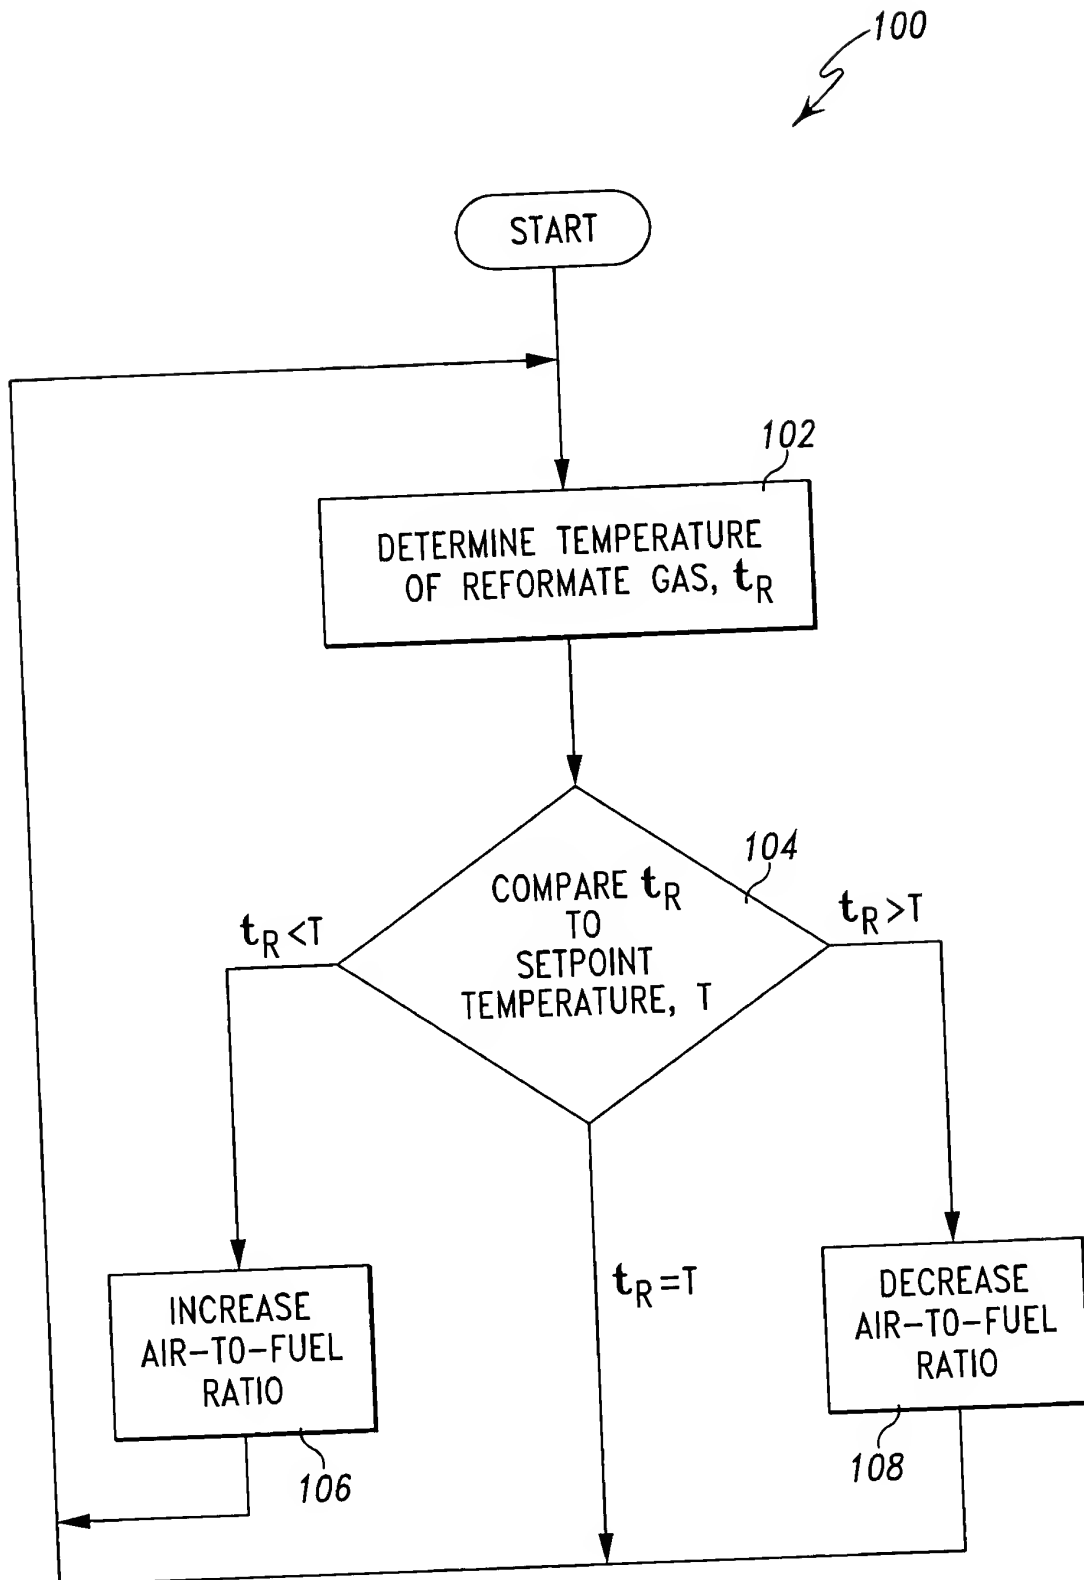 100
START
102
DETERMINE TEMPERATURE
OF REFORMATE GAS, tR
104
COMPARE tR
TO
SETPOINT
TEMPERATURE, T
tR<T
tR>T
tR=T
INCREASE
AIR-TO-FUEL
RATIO
106
DECREASE
AIR-TO-FUEL
RATIO
108